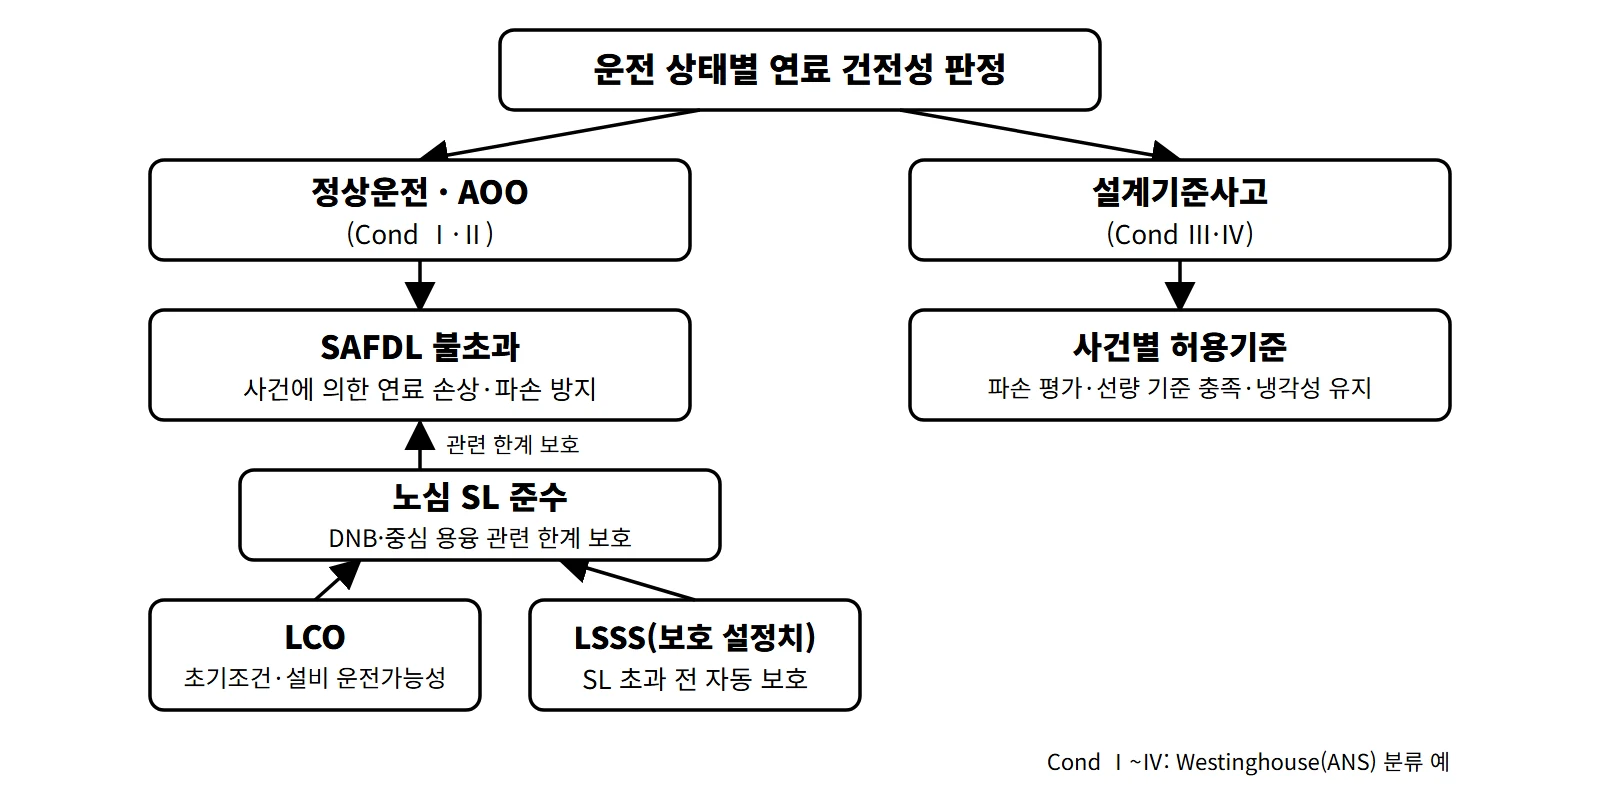 운전 상태별 연료 건전성 판정
정상운전 · AOO
(Cond Ⅰ·Ⅱ)
설계기준사고
(Cond III·IV)
SAFDL 불초과
사건에 의한 연료 손상·파손 방지
사건별 허용기준
파손 평가·선량 기준 충족·냉각성 유지
관련 한계 보호
노심 SL 준수
DNB·중심 용융 관련 한계 보호
LCO
초기조건·설비 운전가능성
LSSS(보호 설정치)
SL 초과 전 자동 보호
Cond Ⅰ~IV: Westinghouse(ANS) 분류 예